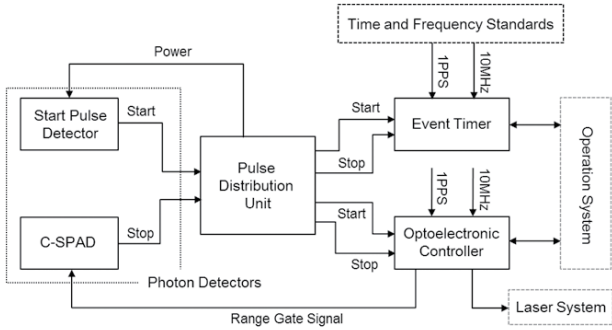 Time and Frequency Standards
Power
1PPS
10MHz
Start Pulse
Detector
Start
Start
Event Timer
Stop
Pulse
Distribution
Unit
Operation System
1PPS
10MHz
C-SPAD
Stop
Start
Optoelectronic
Controller
Stop
Photon Detectors
Laser System
Range Gate Signal